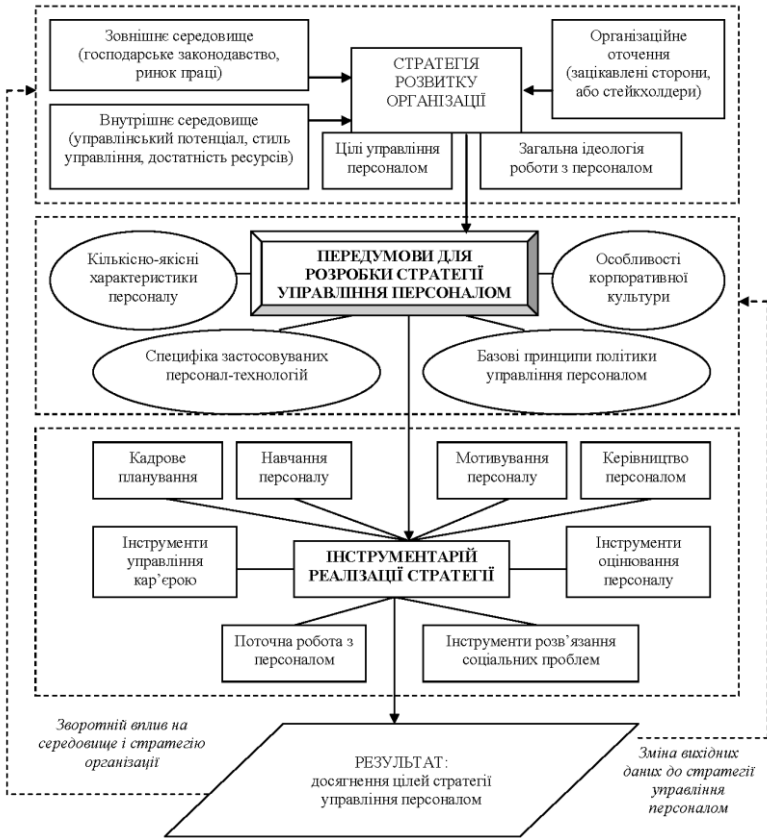 Зовнішнє середовище
(господарське законодавство,
ринок праці)
СТРАТЕГІЯ
РОЗВИТКУ
ОРГАНІЗАЦІЇ
Організаційне
оточення
(зацікавлені сторони,
або стейкхолдери)
Внутрішнє середовище
(управлінський потенціал, стиль
управління, достатність ресурсів)
Цілі управління
персоналом
Загальна ідеологія
роботи з персоналом
Кількісно-якісні
характеристики
персоналу
ПЕРЕДУМОВИ ДЛЯ
РОЗРОБКИ СТРАТЕГІЇ
УПРАВЛІННЯ ПЕРСОНАЛОМ
Особливості
корпоративної
культури
Специфіка застосовуваних
персонал-технологій
Базові принципи політики
управління персоналом
Кадрове
планування
Навчання
персоналу
Мотивування
персоналу
Керівництво
персоналом
Інструменти
управління
кар’єрою
ІНСТРУМЕНТАРІЙ
РЕАЛІЗАЦІЇ СТРАТЕГІЇ
Інструменти
оцінювання
персоналу
Поточна робота з
персоналом
Інструменти розв’язання
соціальних проблем
Зворотній вплив на
середовище і стратегію
організації
РЕЗУЛЬТАТ:
досягнення цілей стратегії
управління персоналом
Зміна вихідних
даних до стратегії
управління
персоналом